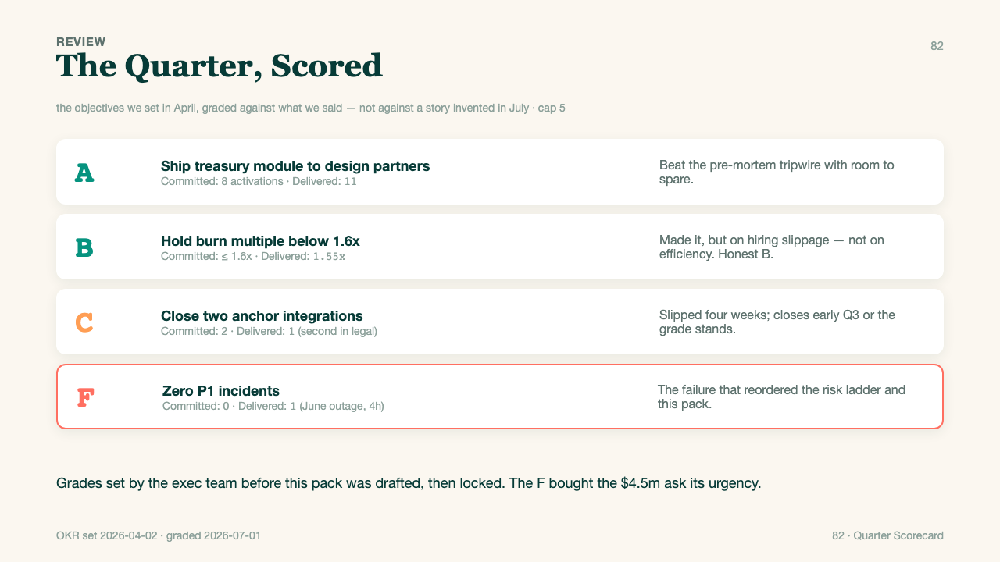 REVIEW
The Quarter, Scored
82
the objectives we set in April, graded against what we said — not against a story invented in July · cap 5
A
Ship treasury module to design partners
Committed: 8 activations · Delivered: 11
Beat the pre-mortem tripwire with room to
spare.
B
Hold burn multiple below 1.6x
Committed: ≤ 1.6x · Delivered: 1.55x
Made it, but on hiring slippage — not on
efficiency. Honest B.
C
Close two anchor integrations
Committed: 2 · Delivered: 1 (second in legal)
Slipped four weeks; closes early Q3 or the
grade stands.
F
Zero P1 incidents
Committed: 0 · Delivered: 1 (June outage, 4h)
The failure that reordered the risk ladder and
this pack.
Grades set by the exec team before this pack was drafted, then locked. The F bought the $4.5m ask its urgency.
OKR set 2026-04-02 · graded 2026-07-01
82 · Quarter Scorecard